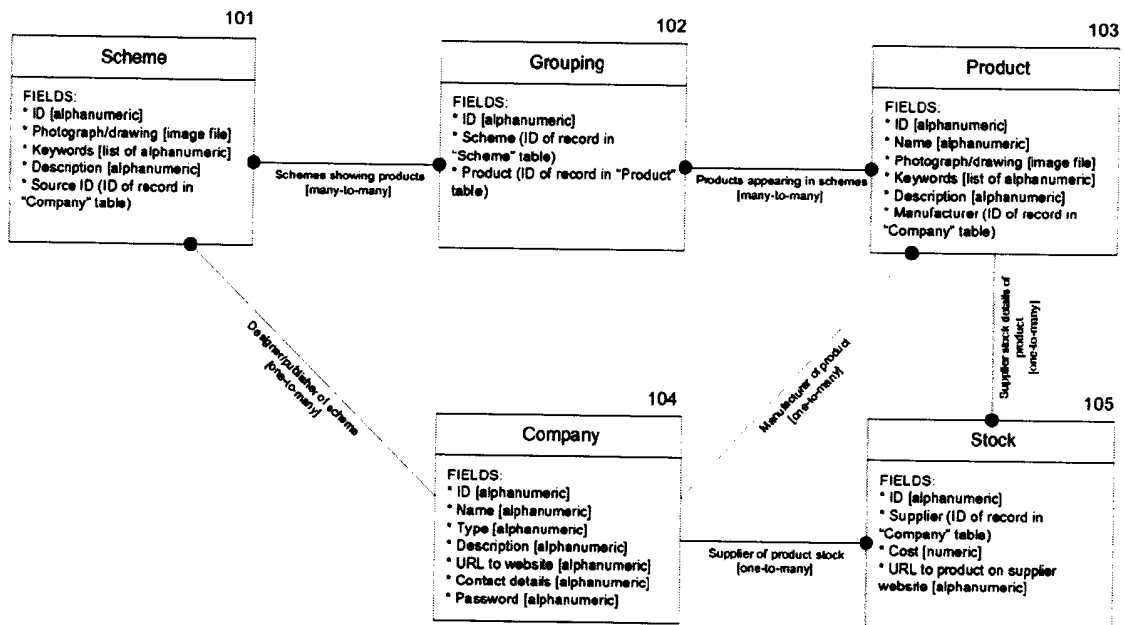 101
Scheme
FIELDS:
* ID [alphanumeric]
* Photograph/drawing [image file]
* Keywords [list of alphanumeric]
* Description [alphanumeric]
* Source ID (ID of record in
"Company" table)
Schemes showing products
[many-to-many]
102
Grouping
FIELDS:
* ID [alphanumeric]
* Scheme (ID of record in
"Scheme" table)
* Product (ID of record in "Product"
table)
Products appearing in schemes
[many-to-many]
103
Product
FIELDS:
* ID [alphanumeric]
* Name [alphanumeric]
* Photograph/drawing [image file]
* Keywords [list of alphanumeric]
* Description [alphanumeric]
* Manufacturer (ID of record in
"Company" table)
Designer/publisher of scheme
[one-to-many]
Manufacturer of product
[one-to-many]
Supplier stock details of
product
[one-to-many]
104
Company
FIELDS:
* ID [alphanumeric]
* Name [alphanumeric]
* Type [alphanumeric]
* Description [alphanumeric]
* URL to website [alphanumeric]
* Contact details [alphanumeric]
* Password [alphanumeric]
Supplier of product stock
[one-to-many]
105
Stock
FIELDS:
* ID [alphanumeric]
* Supplier (ID of record in
"Company" table)
* Cost [numeric]
* URL to product on supplier
website [alphanumeric]